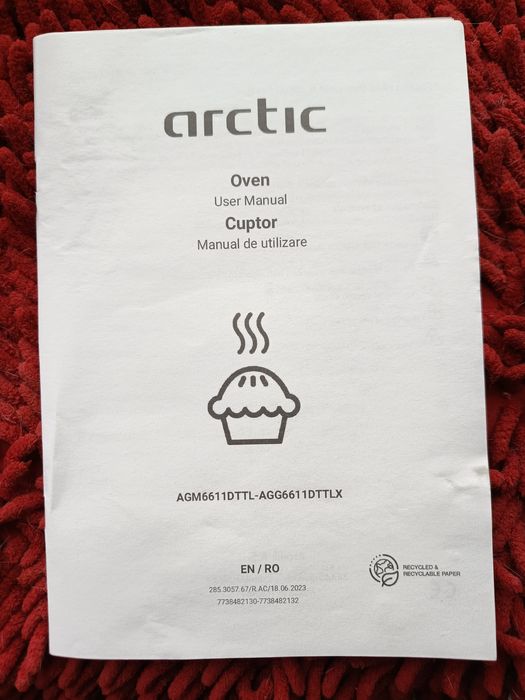 arctic
Oven
User Manual
Cuptor
Manual de utilizare
AGM6611DTTL-AGG6611DTTLX
EN / RO
285.3057.67/R.AC/18.06.2023
7738482130-7738482132
RECYCLED &
RECYCLABLE PAPER